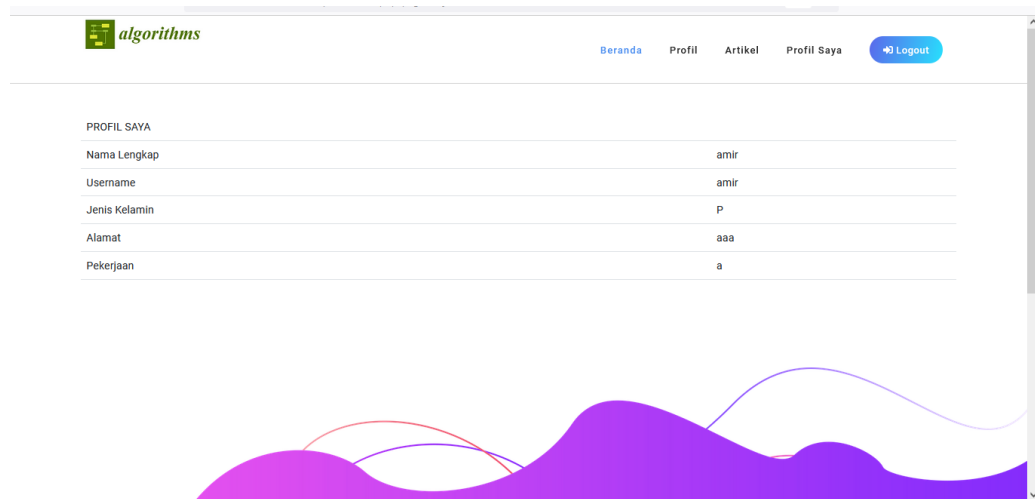 algorithms
Beranda Profil Artikel Profil Saya Logout
PROFIL SAYA
Nama Lengkap amir
Username amir
Jenis Kelamin P
Alamat aaa
Pekerjaan a